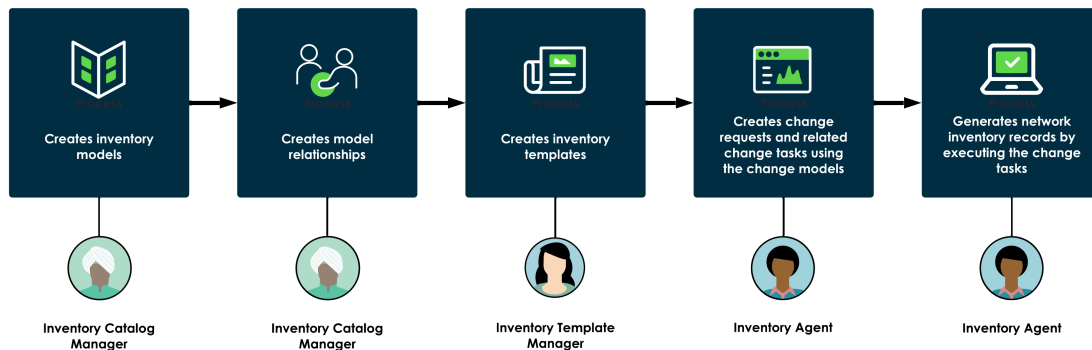 Process
Creates inventory
models
Process
Creates model
relationships
Process
Creates inventory
templates
Process
Creates change
requests and related
change tasks using
the change models
Process
Generates network
inventory records by
executing the change
tasks
Inventory Catalog
Manager
Inventory Catalog
Manager
Inventory Template
Manager
Inventory Agent
Inventory Agent